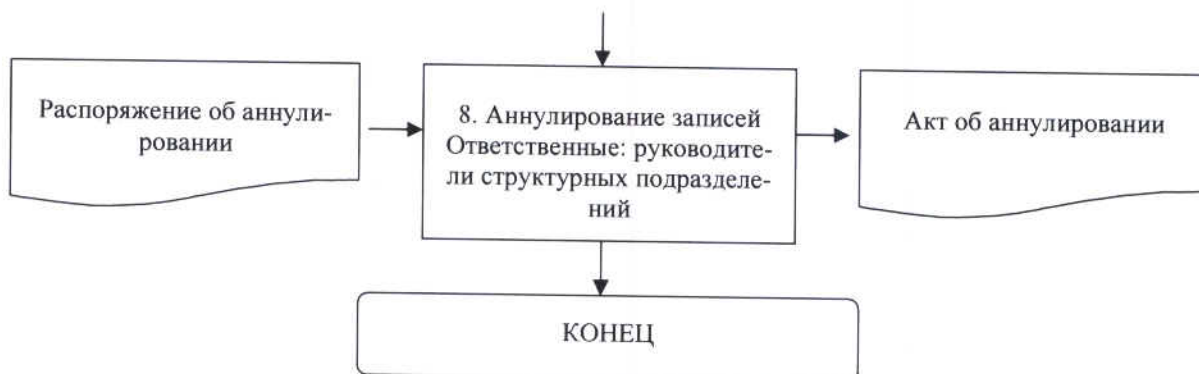 Распоряжение об аннули-
ровании
8. Аннулирование записей
Ответственные: руководите-
ли структурных подразделе-
ний
Акт об аннулировании
КОНЕЦ